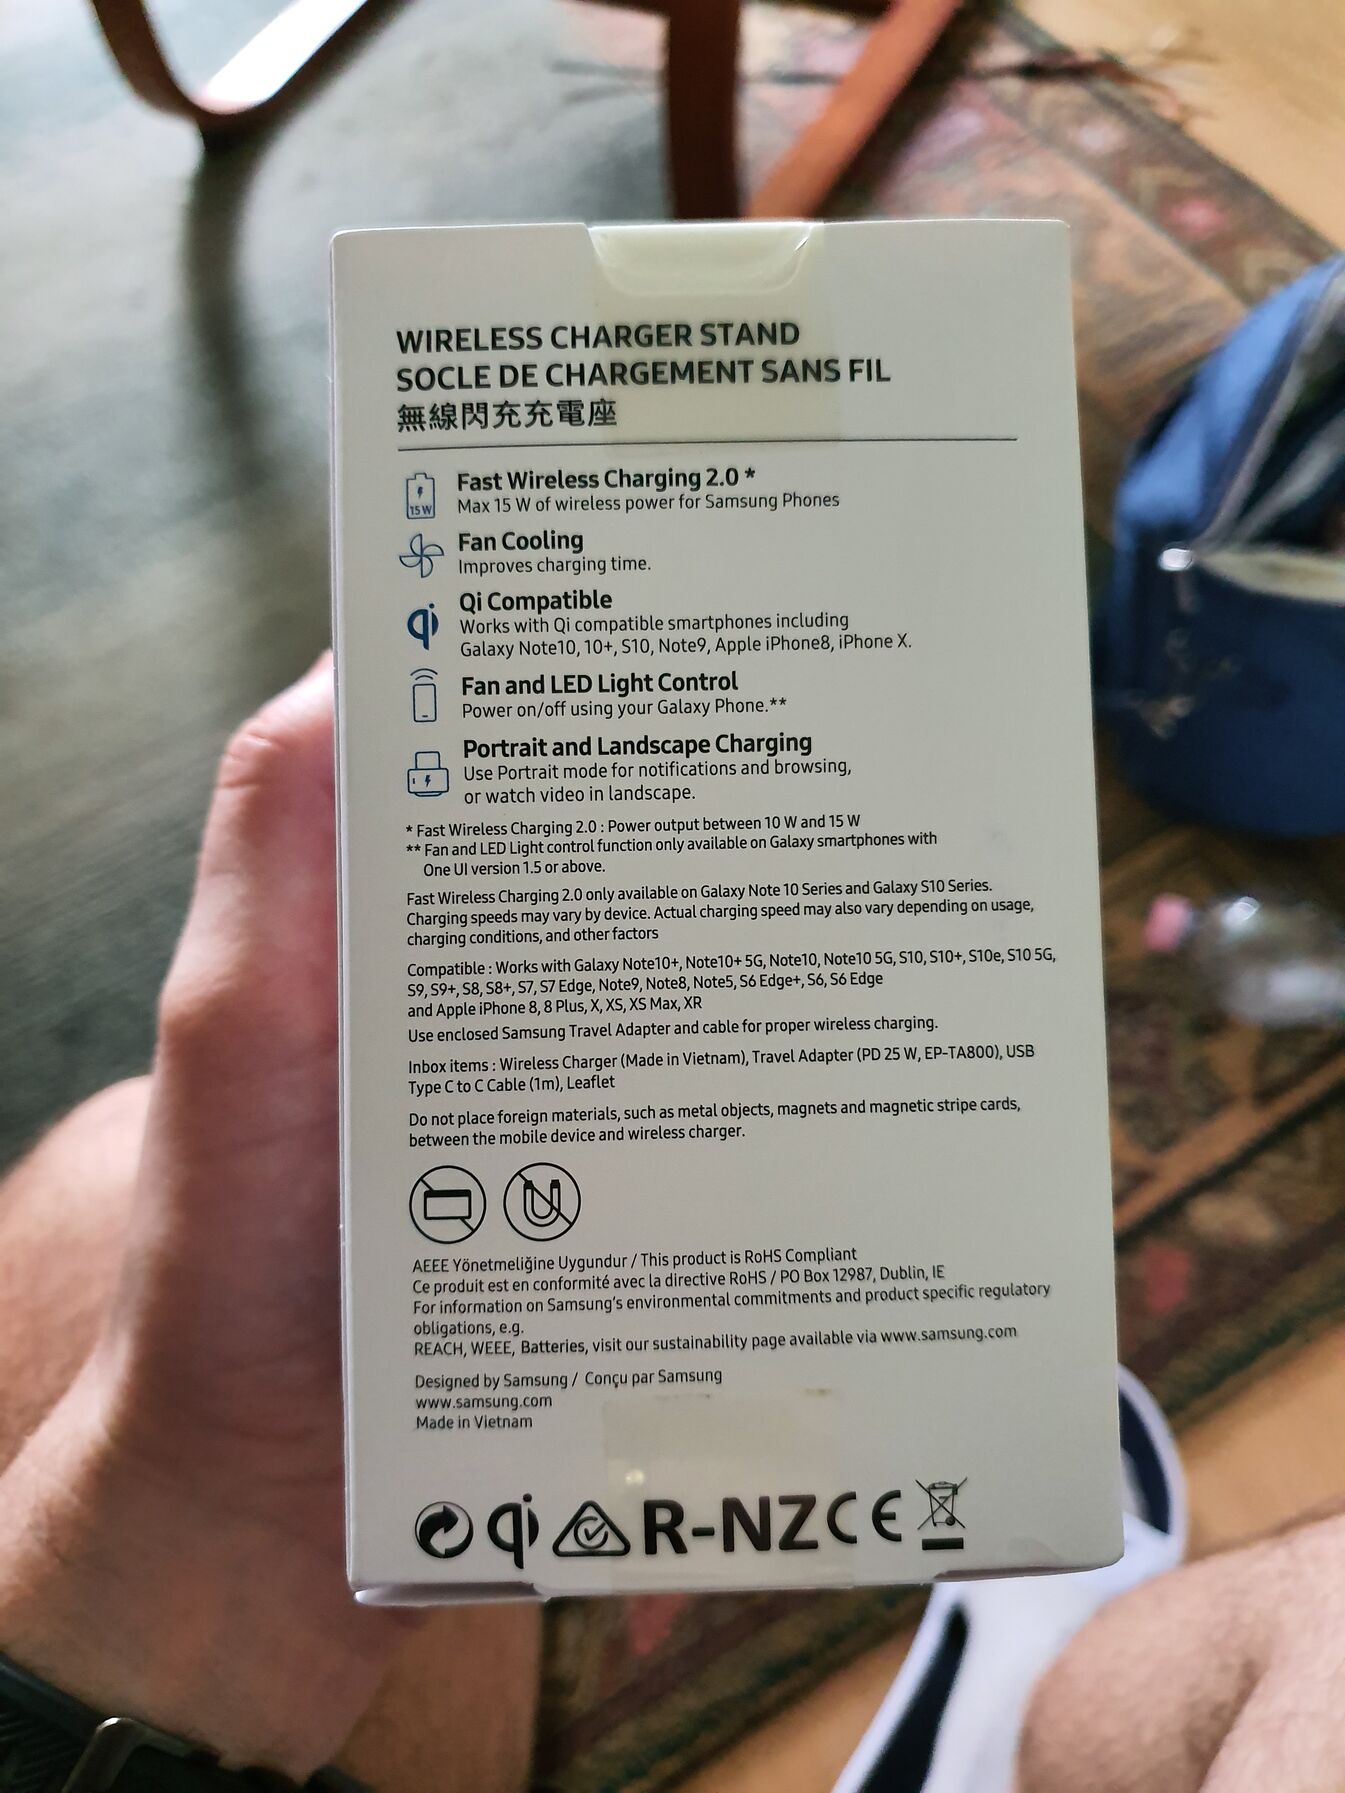 WIRELESS CHARGER STAND
SOCLE DE CHARGEMENT SANS FIL
無線閃充充電座
15 W
Fast Wireless Charging 2.0 *
Max 15 W of wireless power for Samsung Phones
Fan Cooling
Improves charging time.
qi
Qi Compatible
Works with Qi compatible smartphones including
Galaxy Note10, 10+, S10, Note9, Apple iPhone8, iPhone X.
Fan and LED Light Control
Power on/off using your Galaxy Phone.**
Portrait and Landscape Charging
Use Portrait mode for notifications and browsing,
or watch video in landscape.
* Fast Wireless Charging 2.0 : Power output between 10 W and 15 W
** Fan and LED Light control function only available on Galaxy smartphones with
One UI version 1.5 or above.
Fast Wireless Charging 2.0 only available on Galaxy Note 10 Series and Galaxy S10 Series.
Charging speeds may vary by device. Actual charging speed may also vary depending on usage,
charging conditions, and other factors
Compatible : Works with Galaxy Note10+, Note10+ 5G, Note10, Note10 5G, S10, S10+, S10e, S10 5G,
S9, S9+, S8, S8+, S7, S7 Edge, Note9, Note8, Note5, S6 Edge+, S6, S6 Edge
and Apple iPhone 8, 8 Plus, X, XS, XS Max, XR
Use enclosed Samsung Travel Adapter and cable for proper wireless charging.
Inbox items : Wireless Charger (Made in Vietnam), Travel Adapter (PD 25 W, EP-TA800), USB
Type C to C Cable (1m), Leaflet
Do not place foreign materials, such as metal objects, magnets and magnetic stripe cards,
between the mobile device and wireless charger.
AEEE Yönetmeliğine Uygundur / This product is RoHS Compliant
Ce produit est en conformité avec la directive RoHS / PO Box 12987, Dublin, IE
For information on Samsung's environmental commitments and product specific regulatory
obligations, e.g.
REACH, WEEE, Batteries, visit our sustainability page available via www.samsung.com
Designed by Samsung / Conçu par Samsung
www.samsung.com
Made in Vietnam
qi R-NZ CE